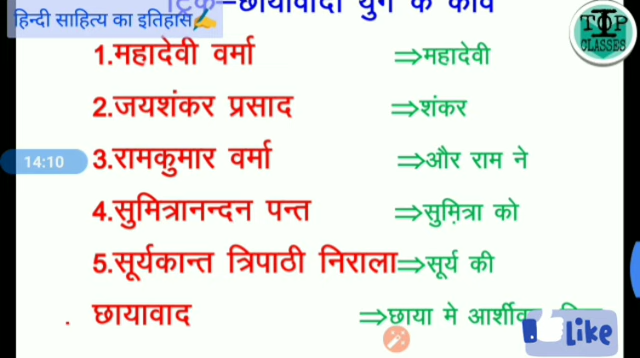 ट्रिक–छायावादी युग के कवि
हिन्दी साहित्य का इतिहास
TOP
CLASSES
1.महादेवी वर्मा ⇒महादेवी
2.जयशंकर प्रसाद ⇒शंकर
14:10
3.रामकुमार वर्मा ⇒और राम ने
4.सुमित्रानन्दन पन्त ⇒सुमित्रा को
5.सूर्यकान्त त्रिपाठी निराला⇒सूर्य की
. छायावाद ⇒छाया मे
Like